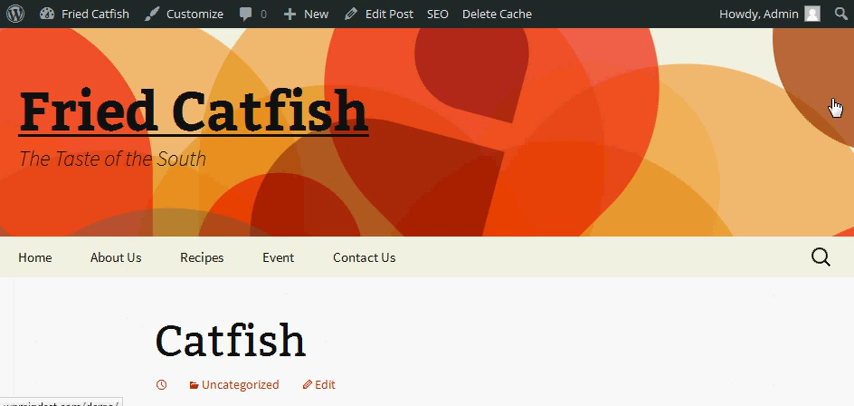 Fried Catfish Customize 0 New Edit Post SEO Delete Cache Howdy, Admin
Fried Catfish
The Taste of the South
Home About Us Recipes Event Contact Us
Catfish
Uncategorized Edit